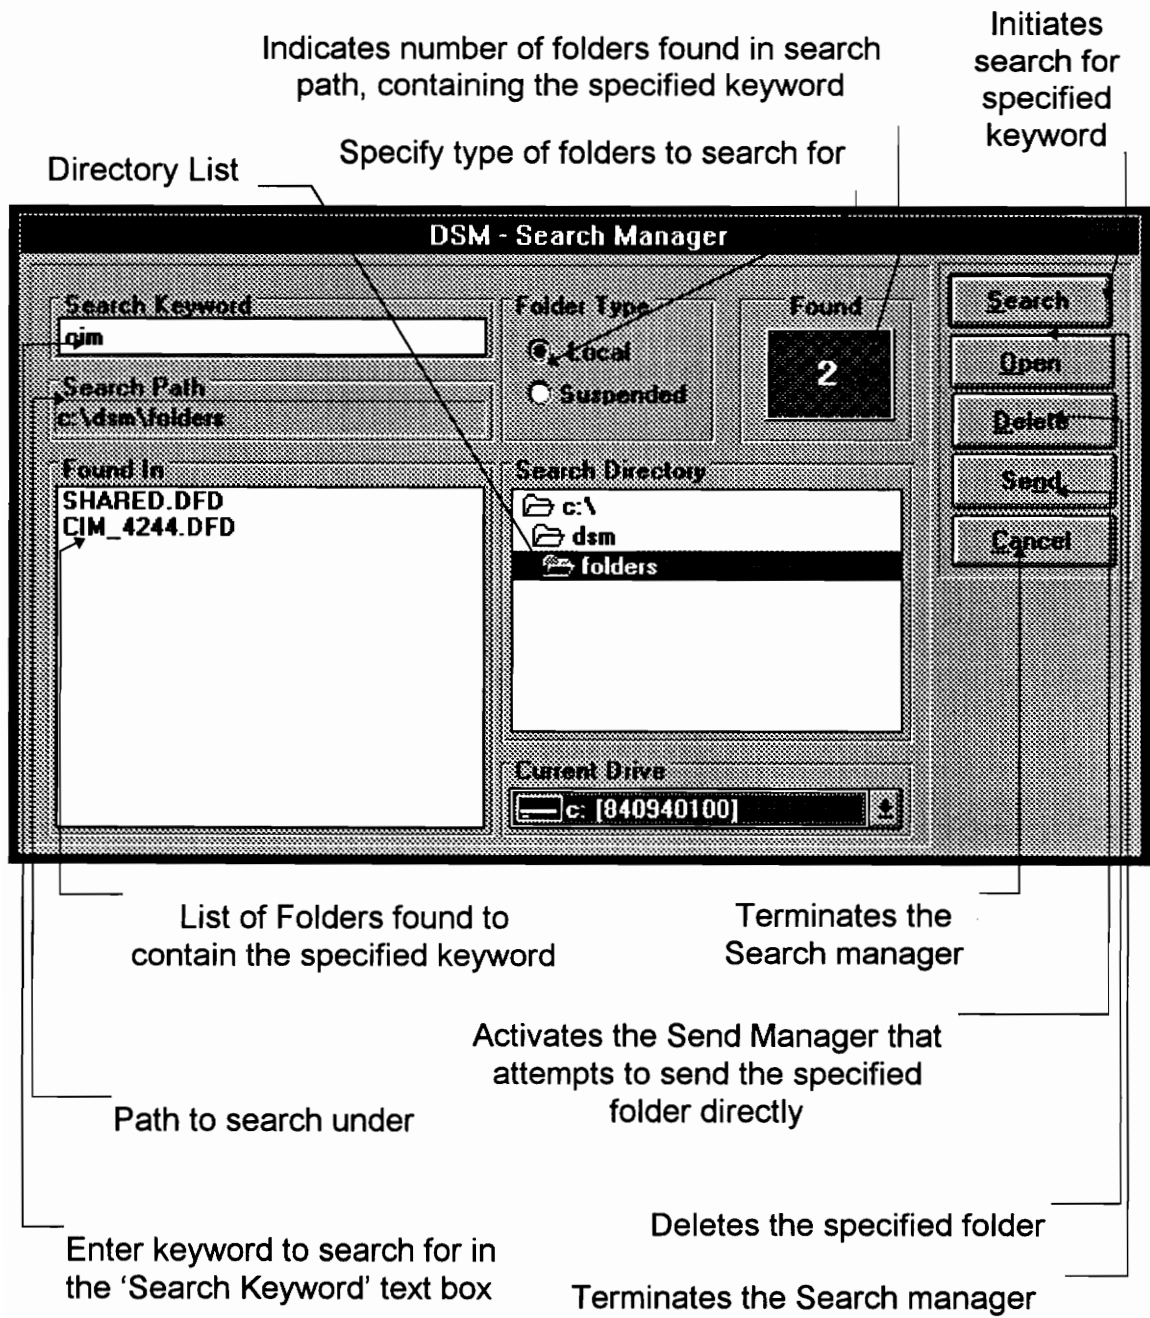 Initiates
search for
specified
keyword
Indicates number of folders found in search
path, containing the specified keyword
Specify type of folders to search for
Directory List
DSM - Search Manager
Search Keyword
cim
Search Path
c:\dsm\folders
Folder Type
Local
Suspended
Found
2
Search
Open
Delete
Send
Cancel
Found In
SHARED.DFD
CIM_4244.DFD
Search Directory
c:\
dsm
folders
Current Drive
c: [840940100]
List of Folders found to
contain the specified keyword
Terminates the
Search manager
Activates the Send Manager that
attempts to send the specified
folder directly
Path to search under
Deletes the specified folder
Enter keyword to search for in
the ‘Search Keyword’ text box
Terminates the Search manager